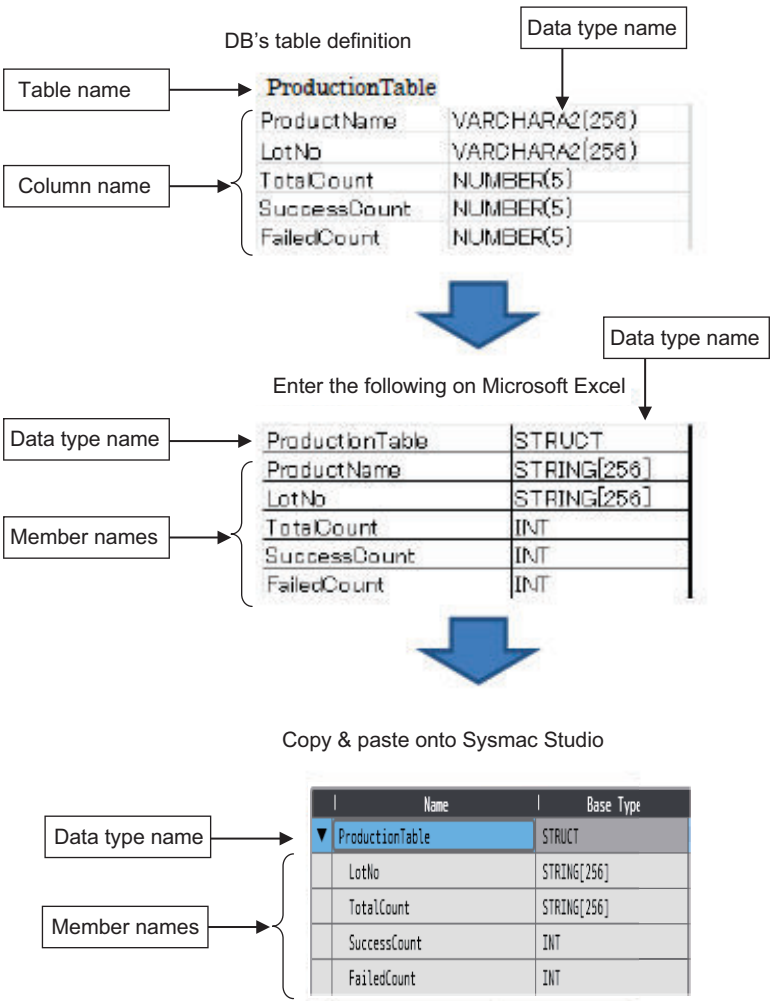 Data type name
DB's table definition
Table name
ProductionTable
ProductName VARCHARA2(256)
LotNo VARCHARA2(256)
Column name
TotalCount NUMBER(5)
SuccessCount NUMBER(5)
FailedCount NUMBER(5)
Data type name
Enter the following on Microsoft Excel
Data type name
ProductionTable STRUCT
ProductName STRING[256]
LotNo STRING[256]
Member names
TotalCount INT
SuccessCount INT
FailedCount INT
Copy & paste onto Sysmac Studio
Name Base Type
Data type name
ProductionTable STRUCT
LotNo STRING[256]
TotalCount STRING[256]
Member names
SuccessCount INT
FailedCount INT